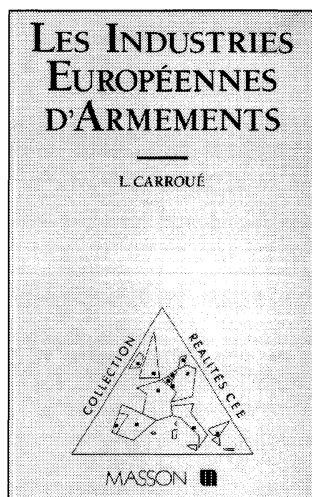 LES INDUSTRIES
EUROPÉENNES
D'ARMEMENTS
L. CARROUÉ
COLLECTION
RÉALITÉS CEE
MASSON